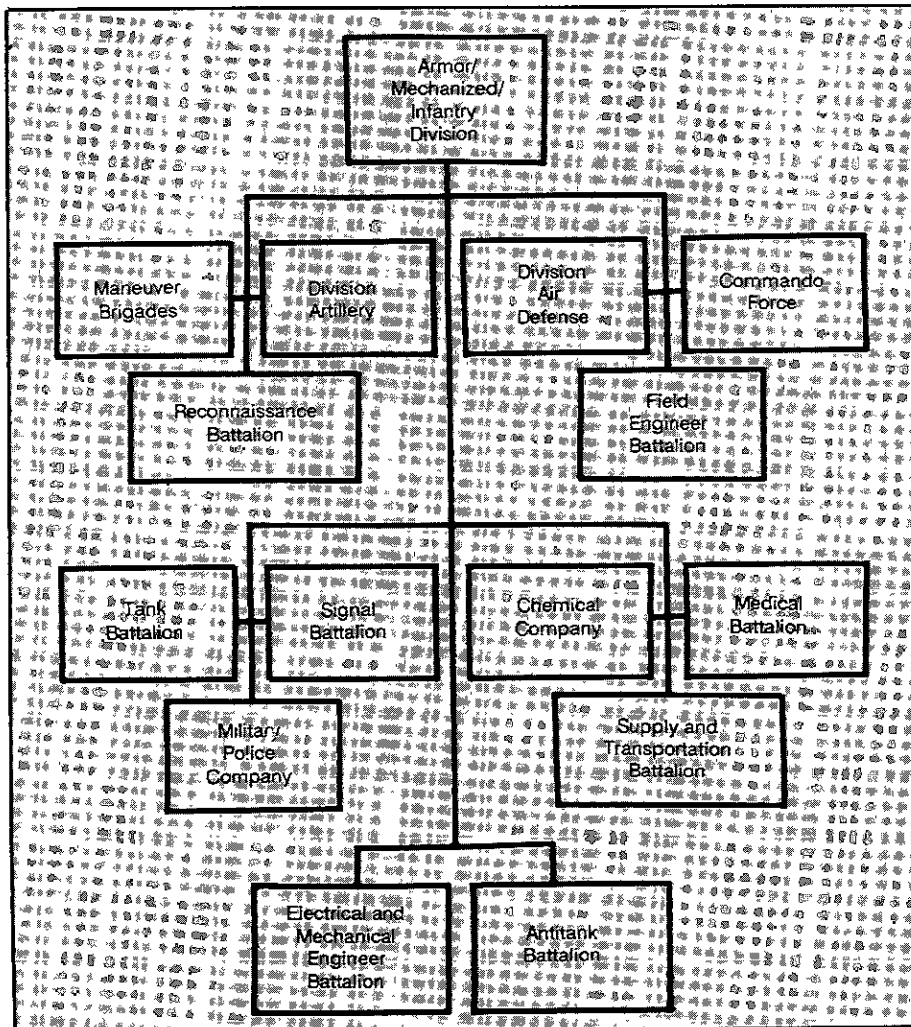 Armor/
Mechanized/
Infantry
Division
Maneuver
Brigades
Division
Artillery
Division
Air
Defense
Commando
Force
Reconnaissance
Battalion
Field
Engineer
Battalion
Tank
Battalion
Signal
Battalion
Chemical
Company
Medical
Battalion
Military
Police
Company
Supply and
Transportation
Battalion
Electrical and
Mechanical
Engineer
Battalion
Antitank
Battalion